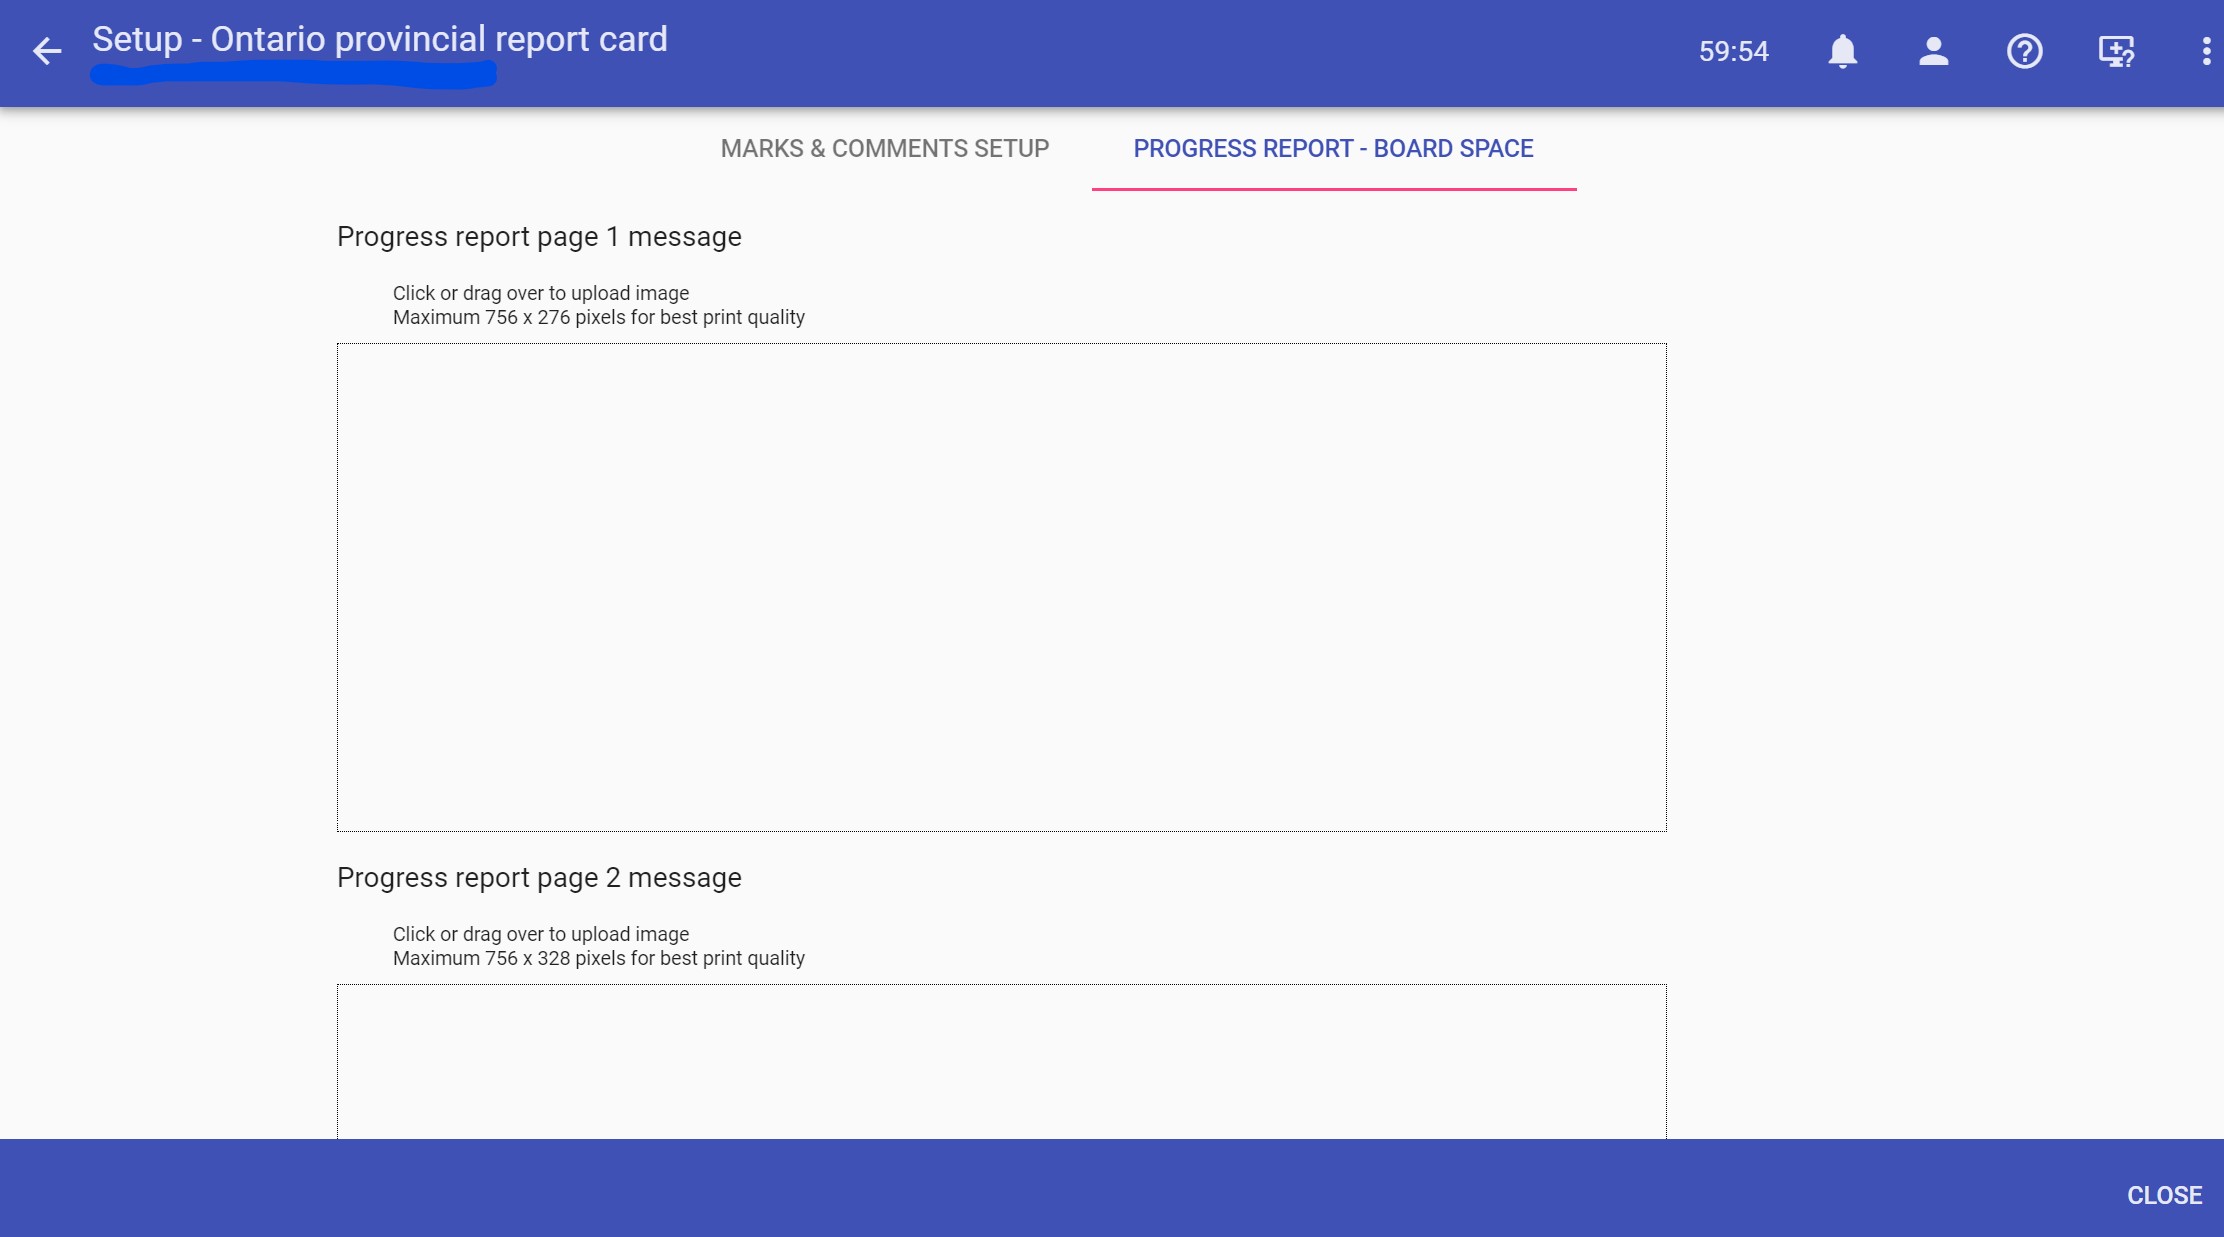 Setup - Ontario provincial report card
59:54
MARKS & COMMENTS SETUP
PROGRESS REPORT - BOARD SPACE
Progress report page 1 message
Click or drag over to upload image
Maximum 756 x 276 pixels for best print quality
Progress report page 2 message
Click or drag over to upload image
Maximum 756 x 328 pixels for best print quality
CLOSE